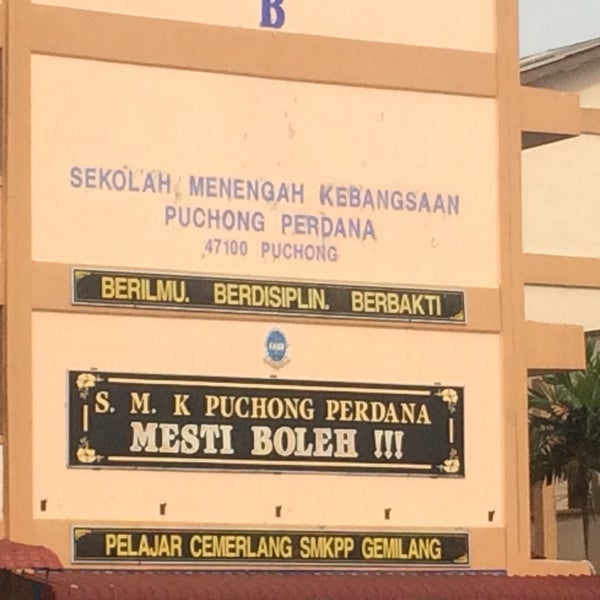 B
SEKOLAH MENENGAH KEBANGSAAN
PUCHONG PERDANA
47100 PUCHONG
BERILMU. BERDISIPLIN. BERBAKTI
S. M. K PUCHONG PERDANA
MESTI BOLEH !!!
PELAJAR CEMERLANG SMKPP GEMILANG